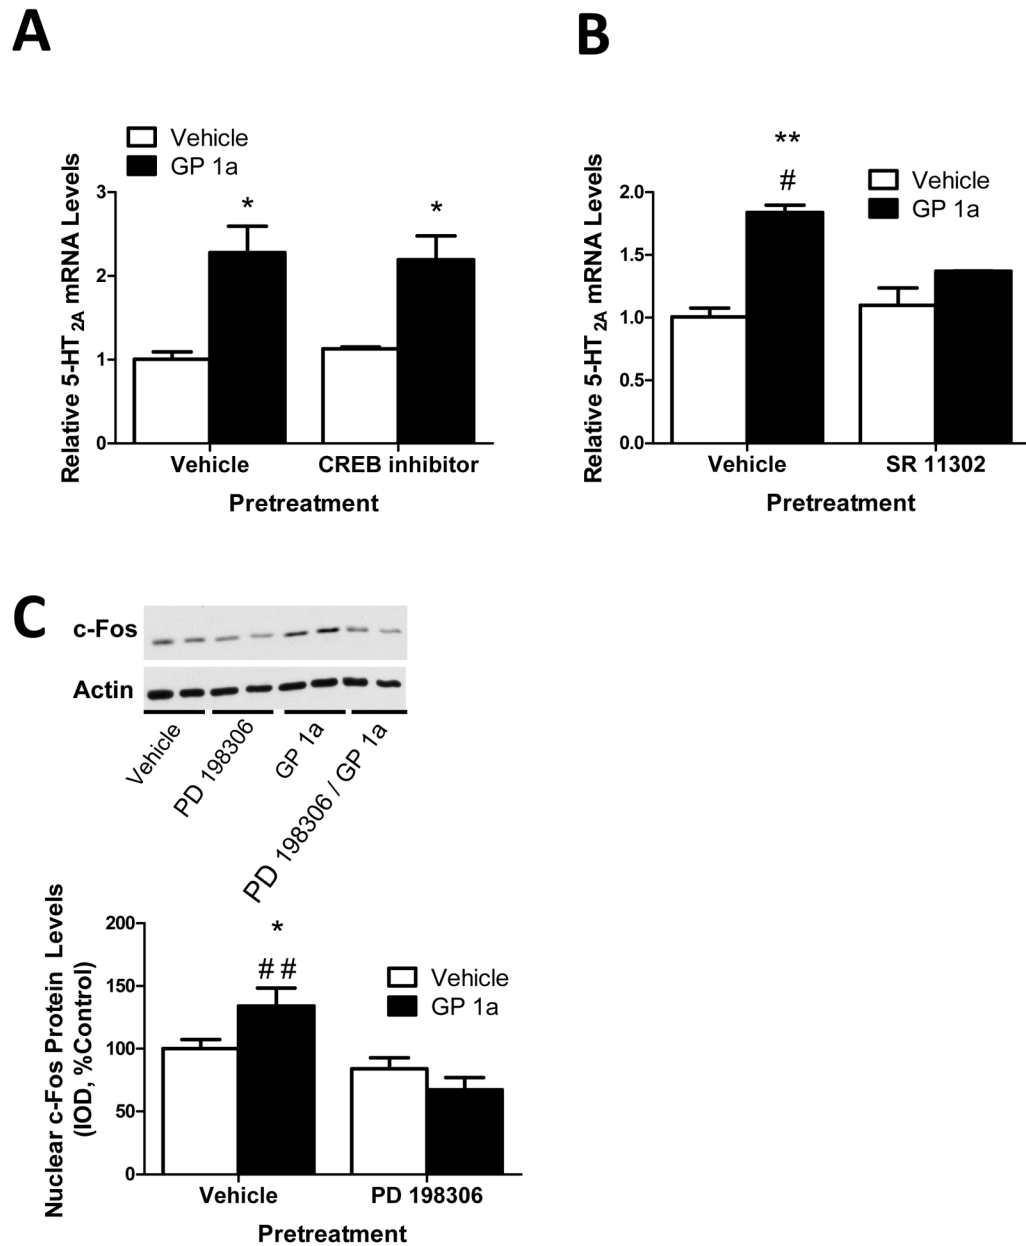 A
Vehicle
GP 1a
Relative 5-HT2A mRNA Levels
3
2
1
0
*
*
Vehicle
CREB inhibitor
Pretreatment
B
**
#
Vehicle
GP 1a
Relative 5-HT2A mRNA Levels
2.0
1.5
1.0
0.5
0.0
Vehicle
SR 11302
Pretreatment
C
c-Fos
Actin
Vehicle
PD 198306
GP 1a
PD 198306 / GP 1a
Nuclear c-Fos Protein Levels
(IOD, %Control)
200
150
100
50
0
*
##
Vehicle
GP 1a
Vehicle
PD 198306
Pretreatment